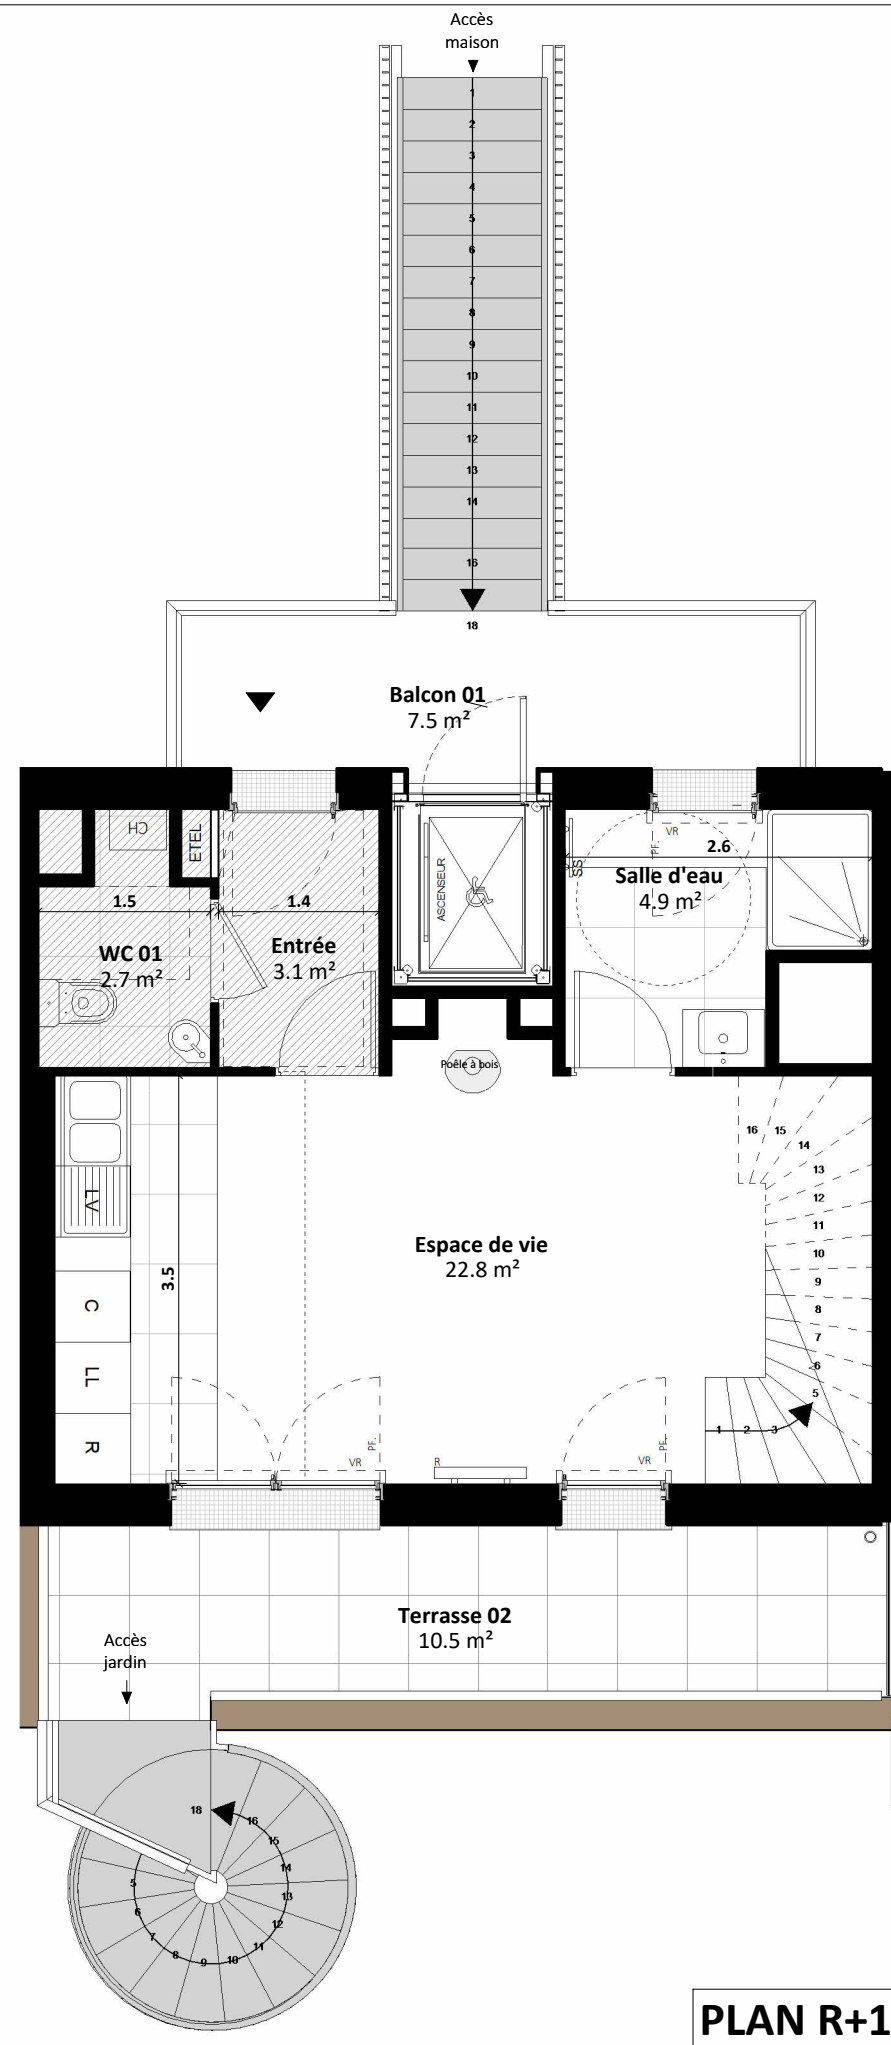 Accès
maison
1
2
3
4
5
6
7
8
9
10
11
12
13
14
16
18
Balcon 01
7.5 m²
CH
ETEL
ASCENSEUR
SS
PF.
VR
2.6
Salle d'eau
4.9 m²
1.5
1.4
WC 01
2.7 m²
Entrée
3.1 m²
Poêle à bois
16
15
14
13
12
11
10
9
8
7
6
5
1
2
3
LV
C
LL
R
3.5
Espace de vie
22.8 m²
VR
PF.
R
VR
PF.
Terrasse 02
10.5 m²
Accès
jardin
18
16
15
14
13
12
11
10
9
8
7
6
5
PLAN R+1